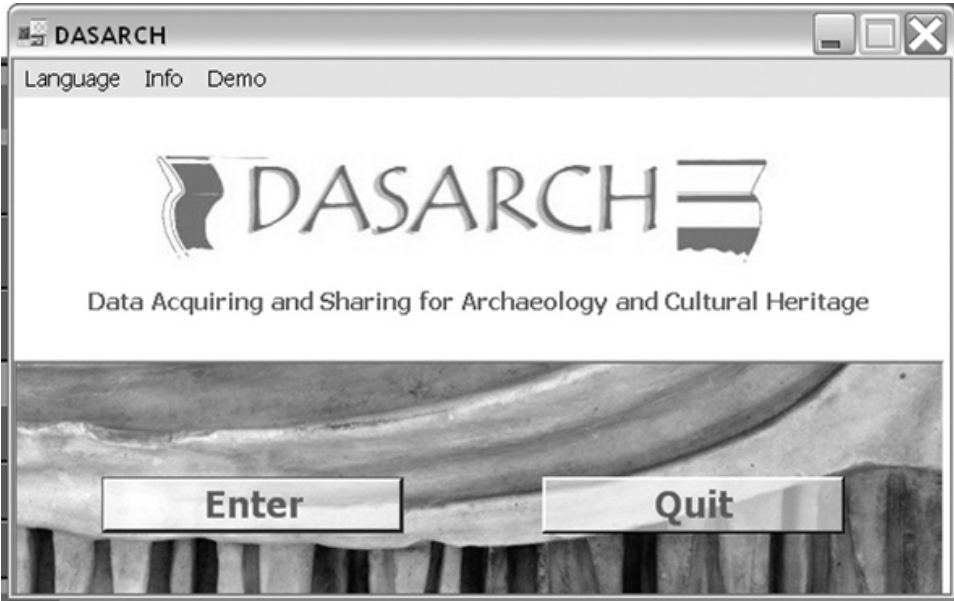 DASARCH
Language Info Demo
DASARCH
Data Acquiring and Sharing for Archaeology and Cultural Heritage
Enter Quit